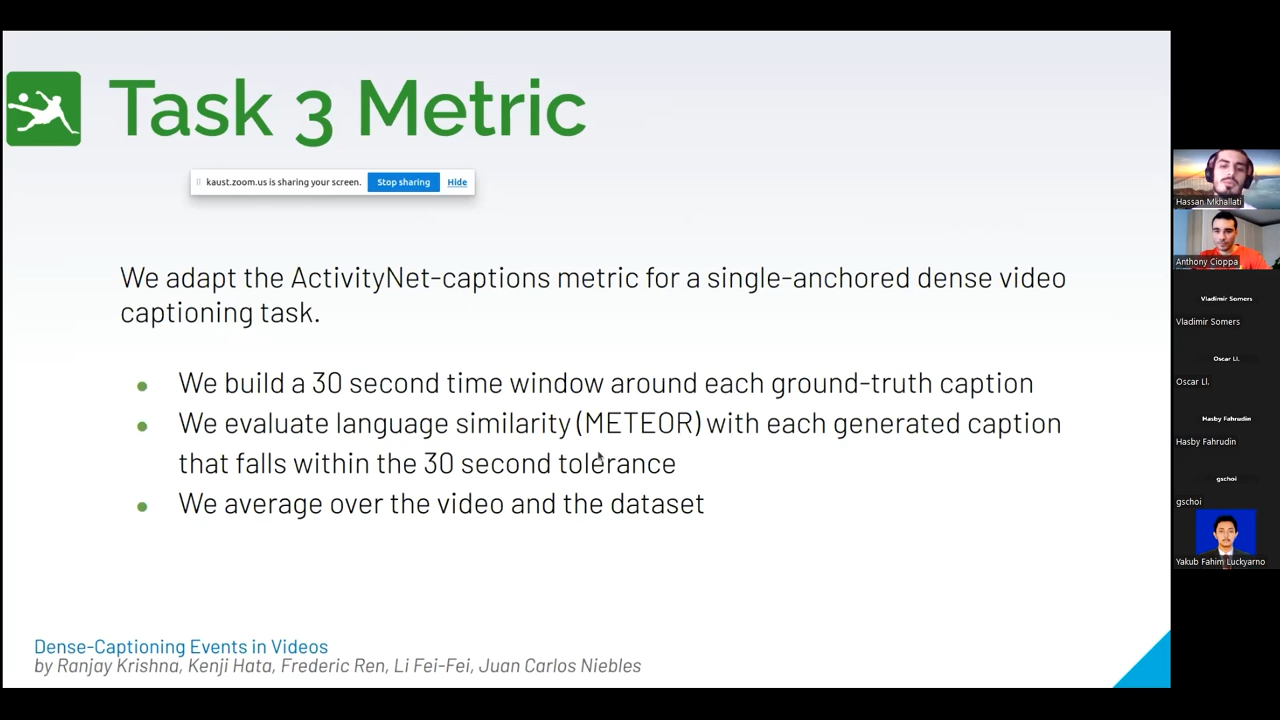 Task 3 Metric
kaust.zoom.us is sharing your screen. Stop sharing Hide
We adapt the ActivityNet-captions metric for a single-anchored dense video
captioning task.
● We build a 30 second time window around each ground-truth caption
● We evaluate language similarity (METEOR) with each generated caption
that falls within the 30 second tolerance
● We average over the video and the dataset
Dense-Captioning Events in Videos
by Ranjay Krishna, Kenji Hata, Frederic Ren, Li Fei-Fei, Juan Carlos Niebles
Hassan Mkhallati
Anthony Cioppa
Vladimir Somers
Vladimir Somers
Oscar Ll.
Oscar Ll.
Hasby Fahrudin
Hasby Fahrudin
gschoi
gschoi
Yakub Fahim Luckyarno